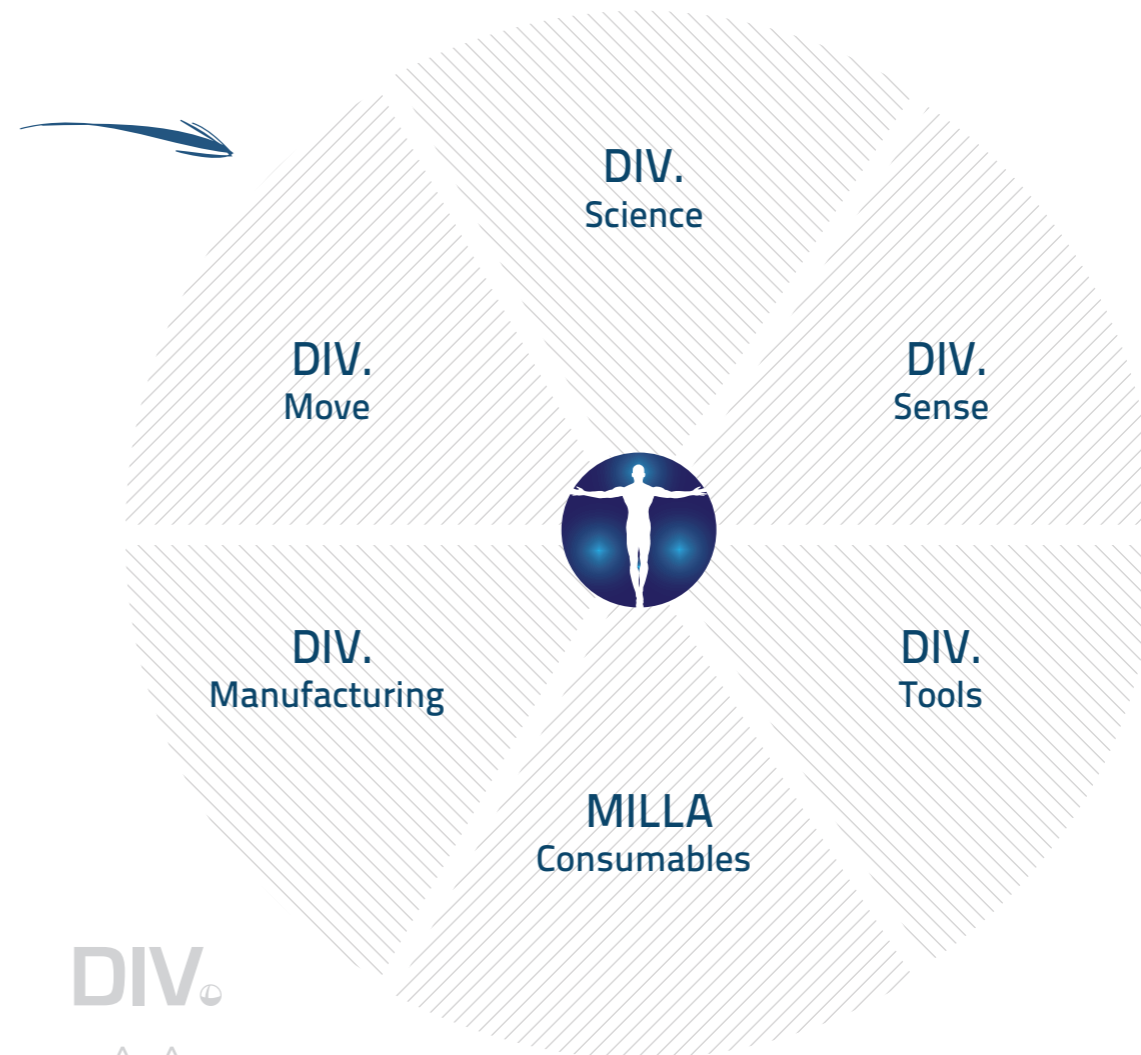 DIV.
Science
DIV.
Move
DIV.
Sense
DIV.
Manufacturing
DIV.
Tools
MILLA
Consumables
DIV.